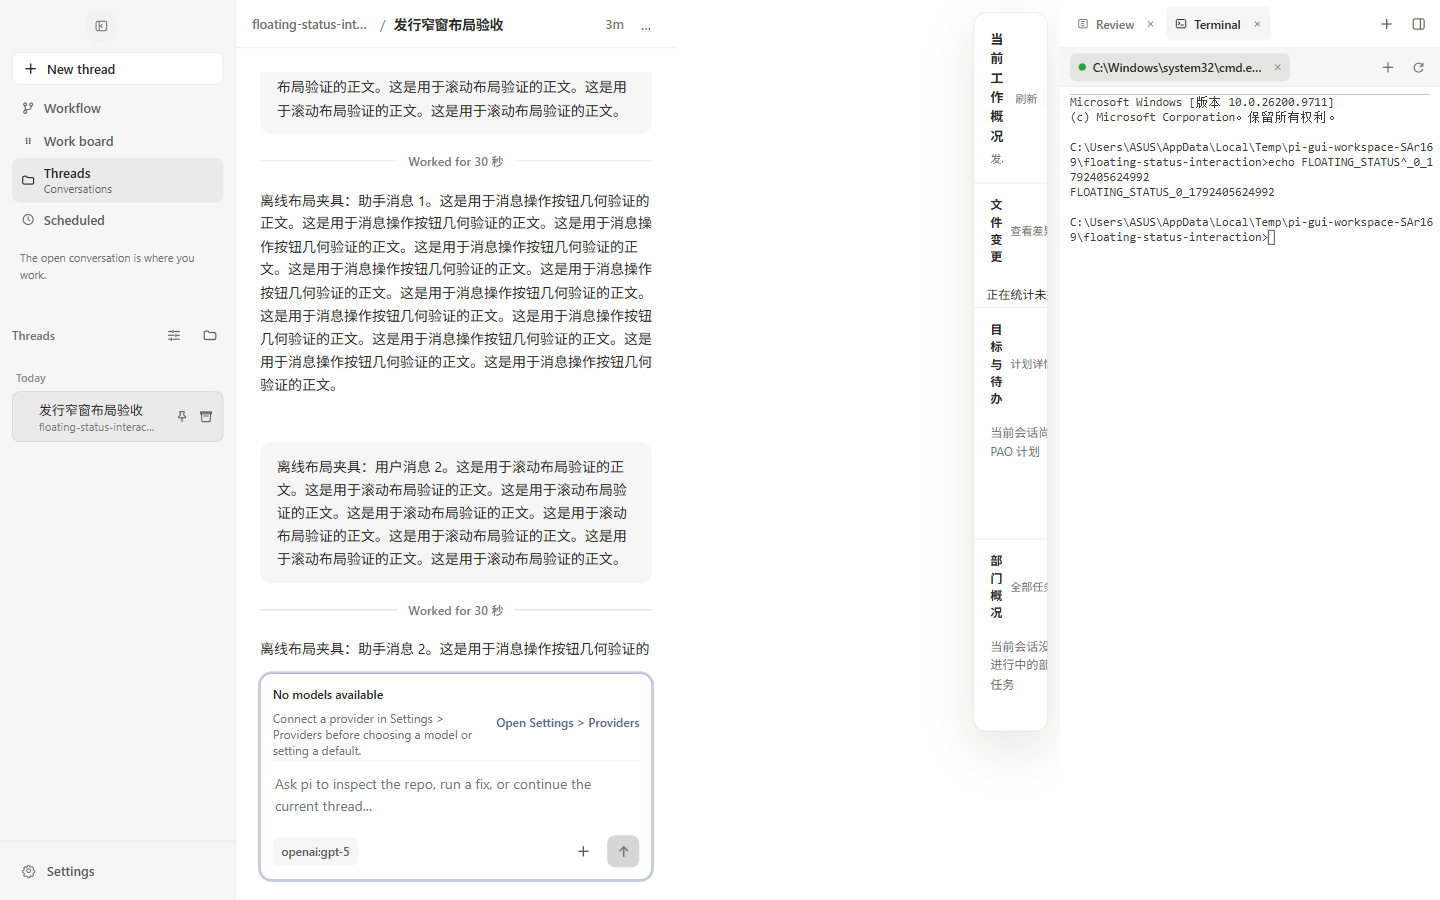 New thread
Workflow
Work board
Threads
Conversations
Scheduled
The open conversation is where you
work.
Threads
Today
发行窄窗布局验收
floating-status-interac...
Settings
floating-status-int... / 发行窄窗布局验收 3m ...
布局验证的正文。这是用于滚动布局验证的正文。这是用
于滚动布局验证的正文。这是用于滚动布局验证的正文。
Worked for 30 秒
离线布局夹具：助手消息 1。这是用于消息操作按钮几何验证的
正文。这是用于消息操作按钮几何验证的正文。这是用于消息操
作按钮几何验证的正文。这是用于消息操作按钮几何验证的正
文。这是用于消息操作按钮几何验证的正文。这是用于消息操作
按钮几何验证的正文。这是用于消息操作按钮几何验证的正文。
这是用于消息操作按钮几何验证的正文。这是用于消息操作按钮
几何验证的正文。这是用于消息操作按钮几何验证的正文。这是
用于消息操作按钮几何验证的正文。这是用于消息操作按钮几何
验证的正文。
离线布局夹具：用户消息 2。这是用于滚动布局验证的正
文。这是用于滚动布局验证的正文。这是用于滚动布局验
证的正文。这是用于滚动布局验证的正文。这是用于滚动
布局验证的正文。这是用于滚动布局验证的正文。这是用
于滚动布局验证的正文。这是用于滚动布局验证的正文。
Worked for 30 秒
离线布局夹具：助手消息 2。这是用于消息操作按钮几何验证的
No models available
Connect a provider in Settings >
Providers before choosing a model or
setting a default.
Open Settings > Providers
Ask pi to inspect the repo, run a fix, or continue the
current thread...
openai:gpt-5
当
前
工
作
概
况
刷新
发.
文
件
变
更
查看差
正在统计未
目
标
与
待
办
计划详
当前会话尚
PAO 计划
部
门
概
况
全部任
当前会话没
进行中的部
任务
Review
Terminal
C:\Windows\system32\cmd.e...
Microsoft Windows [版本 10.0.26200.9711]
(c) Microsoft Corporation。保留所有权利。
C:\Users\ASUS\AppData\Local\Temp\pi-gui-workspace-SAr16
9\floating-status-interaction>echo FLOATING_STATUS^_0_1
792405624992
FLOATING_STATUS_0_1792405624992
C:\Users\ASUS\AppData\Local\Temp\pi-gui-workspace-SAr16
9\floating-status-interaction>